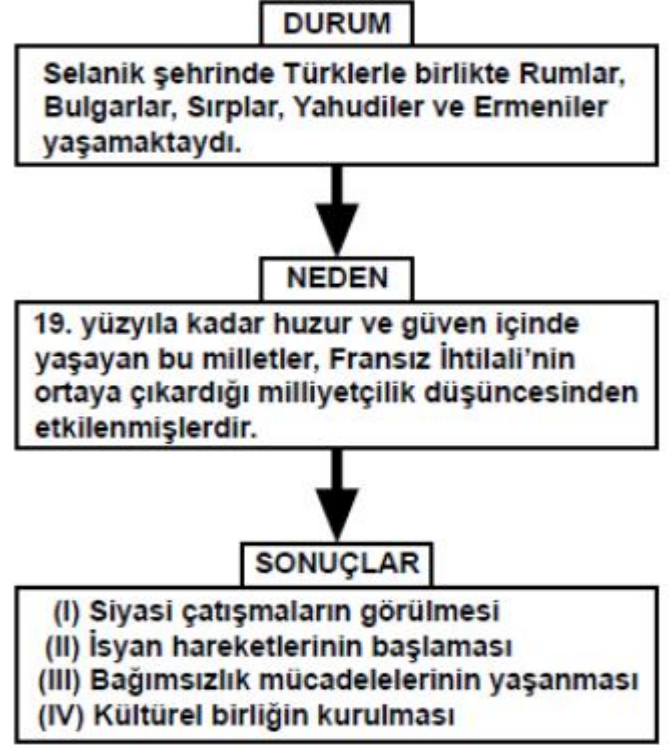 DURUM
Selanik şehrinde Türklerle birlikte Rumlar,
Bulgarlar, Sırplar, Yahudiler ve Ermeniler
yaşamaktaydı.
NEDEN
19. yüzyıla kadar huzur ve güven içinde
yaşayan bu milletler, Fransız İhtilali’nin
ortaya çıkardığı milliyetçilik düşüncesinden
etkilenmişlerdir.
SONUÇLAR
(I) Siyasi çatışmaların görülmesi
(II) İsyan hareketlerinin başlaması
(III) Bağımsızlık mücadelelerinin yaşanması
(IV) Kültürel birliğin kurulması